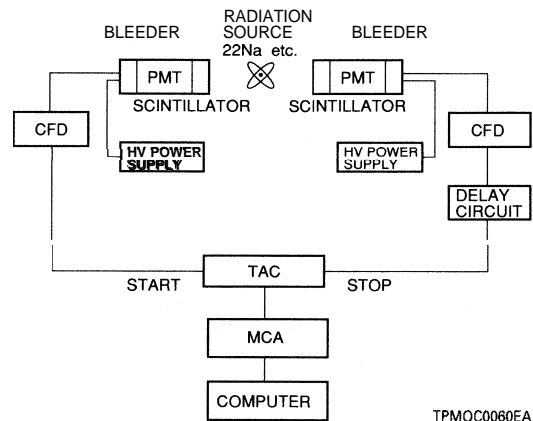 RADIATION
SOURCE
22Na etc.
BLEEDER
BLEEDER
PMT
PMT
SCINTILLATOR
SCINTILLATOR
CFD
CFD
HV POWER
SUPPLY
HV POWER
SUPPLY
DELAY
CIRCUIT
START
TAC
STOP
MCA
COMPUTER
TPMOC0060EA